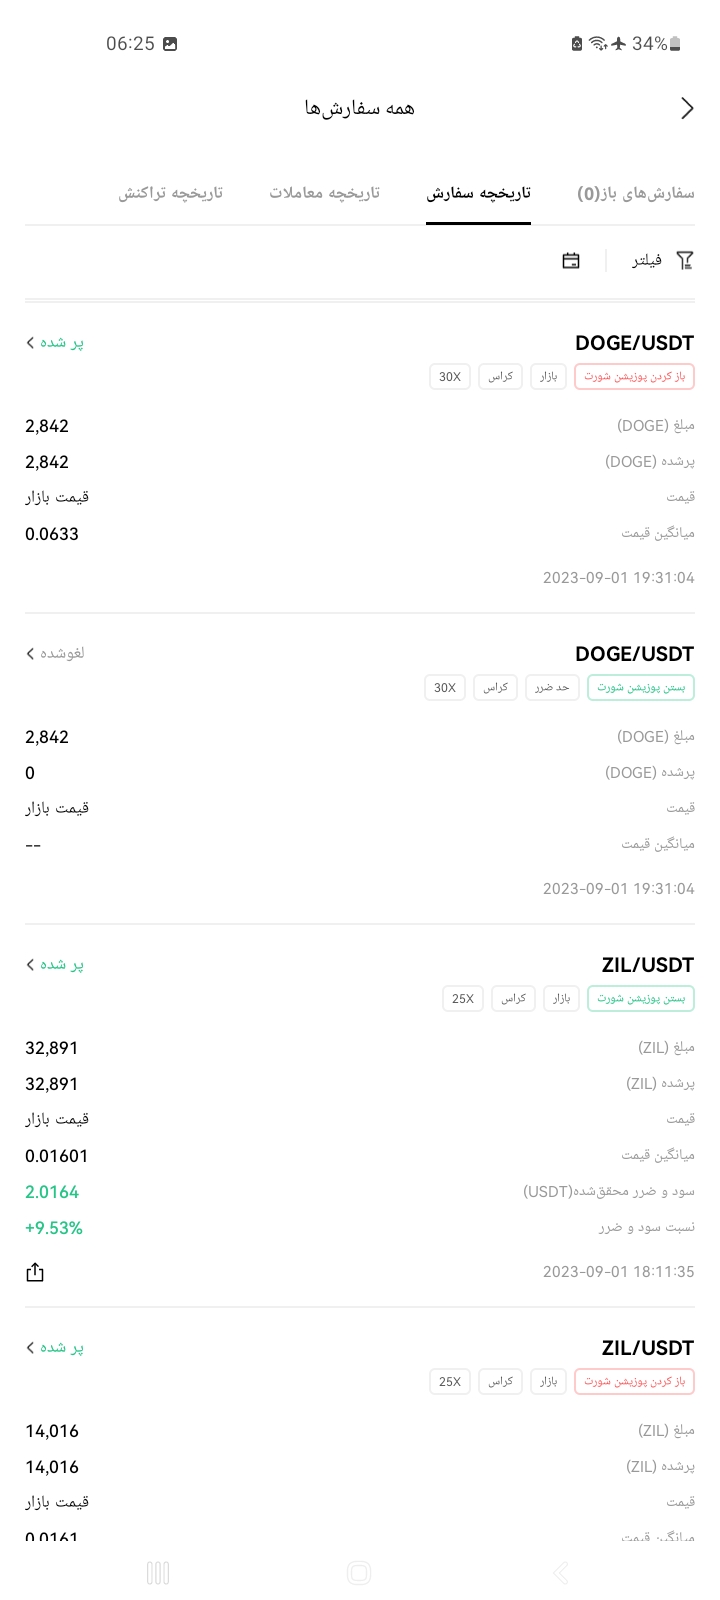 06:25
34%
همه سفارش‌ها
سفارش‌های باز(0) تاریخچه سفارش تاریخچه معاملات تاریخچه تراکنش
فیلتر
DOGE/USDT پر شده
باز کردن پوزیشن شورت بازار کراس 30X
مبلغ (DOGE) 2,842
پرشده (DOGE) 2,842
قیمت قیمت بازار
میانگین قیمت 0.0633
2023-09-01 19:31:04
DOGE/USDT لغوشده
بستن پوزیشن شورت حد ضرر کراس 30X
مبلغ (DOGE) 2,842
پرشده (DOGE) 0
قیمت قیمت بازار
میانگین قیمت --
2023-09-01 19:31:04
ZIL/USDT پر شده
بستن پوزیشن شورت بازار کراس 25X
مبلغ (ZIL) 32,891
پرشده (ZIL) 32,891
قیمت قیمت بازار
میانگین قیمت 0.01601
سود و ضرر محقق‌شده(USDT) 2.0164
نسبت سود و ضرر +9.53%
2023-09-01 18:11:35
ZIL/USDT پر شده
باز کردن پوزیشن شورت بازار کراس 25X
مبلغ (ZIL) 14,016
پرشده (ZIL) 14,016
قیمت قیمت بازار
میانگین قیمت 0.0161